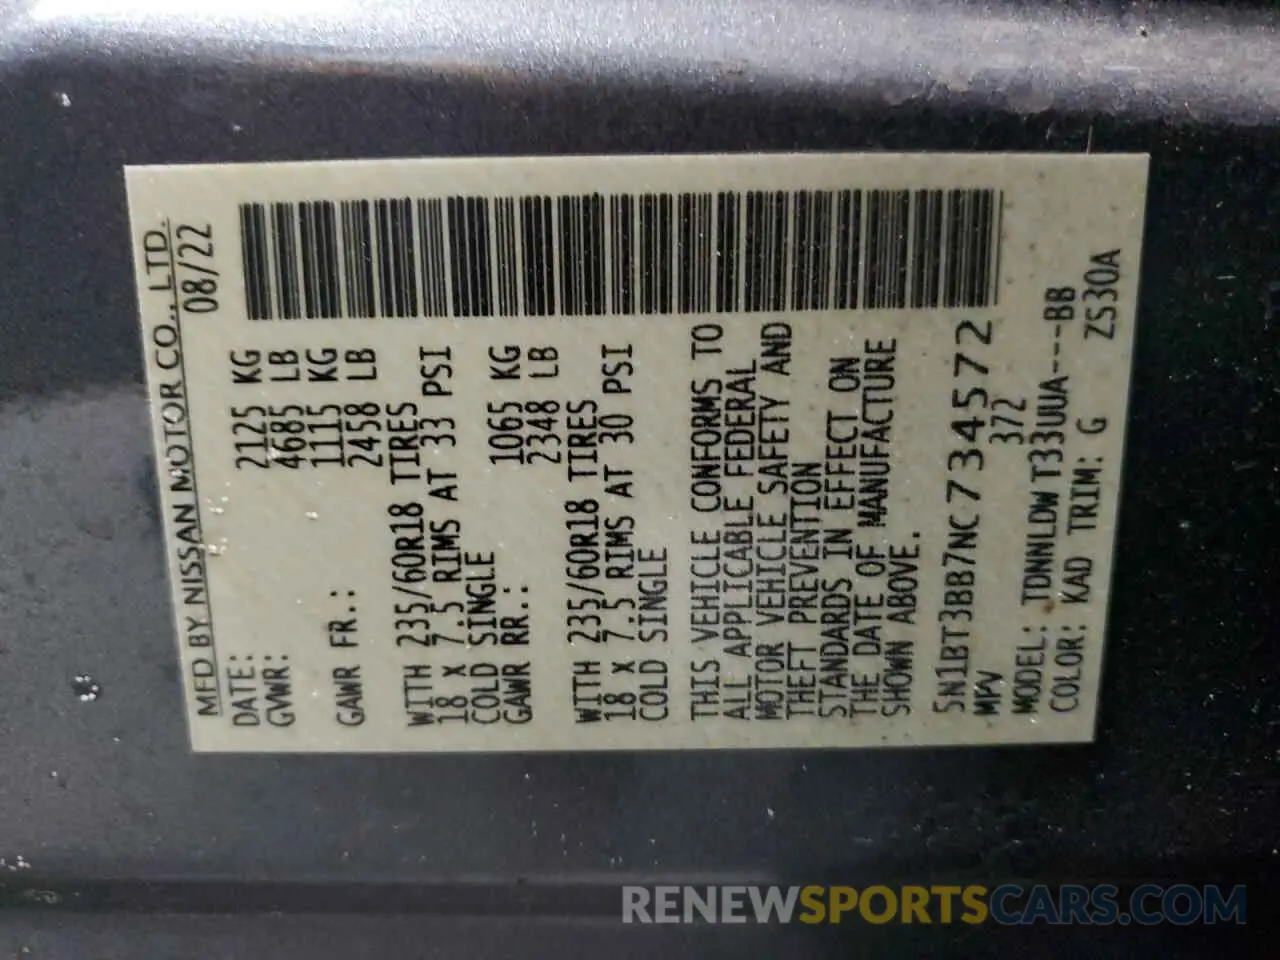 MFD BY NISSAN MOTOR CO., LTD.
DATE: 08/22
GVWR: 2125 KG
4685 LB
GAWR FR.: 1115 KG
2458 LB
WITH 235/60R18 TIRES
18 X 7.5 RIMS AT 33 PSI
COLD SINGLE
GAWR RR.: 1065 KG
2348 LB
WITH 235/60R18 TIRES
18 X 7.5 RIMS AT 30 PSI
COLD SINGLE
THIS VEHICLE CONFORMS TO
ALL APPLICABLE FEDERAL
MOTOR VEHICLE SAFETY AND
THEFT PREVENTION
STANDARDS IN EFFECT ON
THE DATE OF MANUFACTURE
SHOWN ABOVE.
5N1BT3BB7NC734572
MPV 372
MODEL: TDNNLDW T33UUA---BB
COLOR: KAD TRIM: G ZS30A
RENEWSPORTSCARS.COM